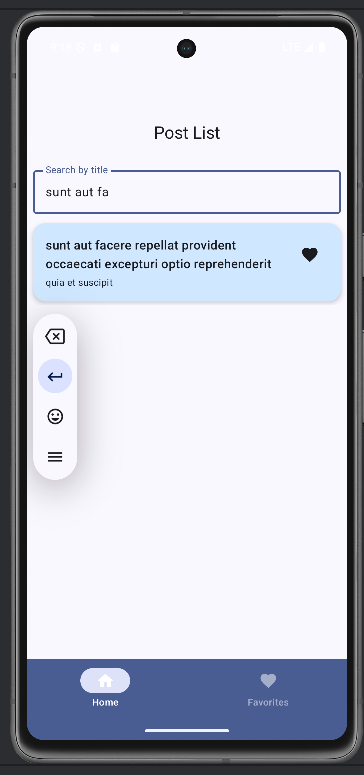 Post List
Search by title
sunt aut fa
sunt aut facere repellat provident
occaecati excepturi optio reprehenderit
quia et suscipit
Home
Favorites